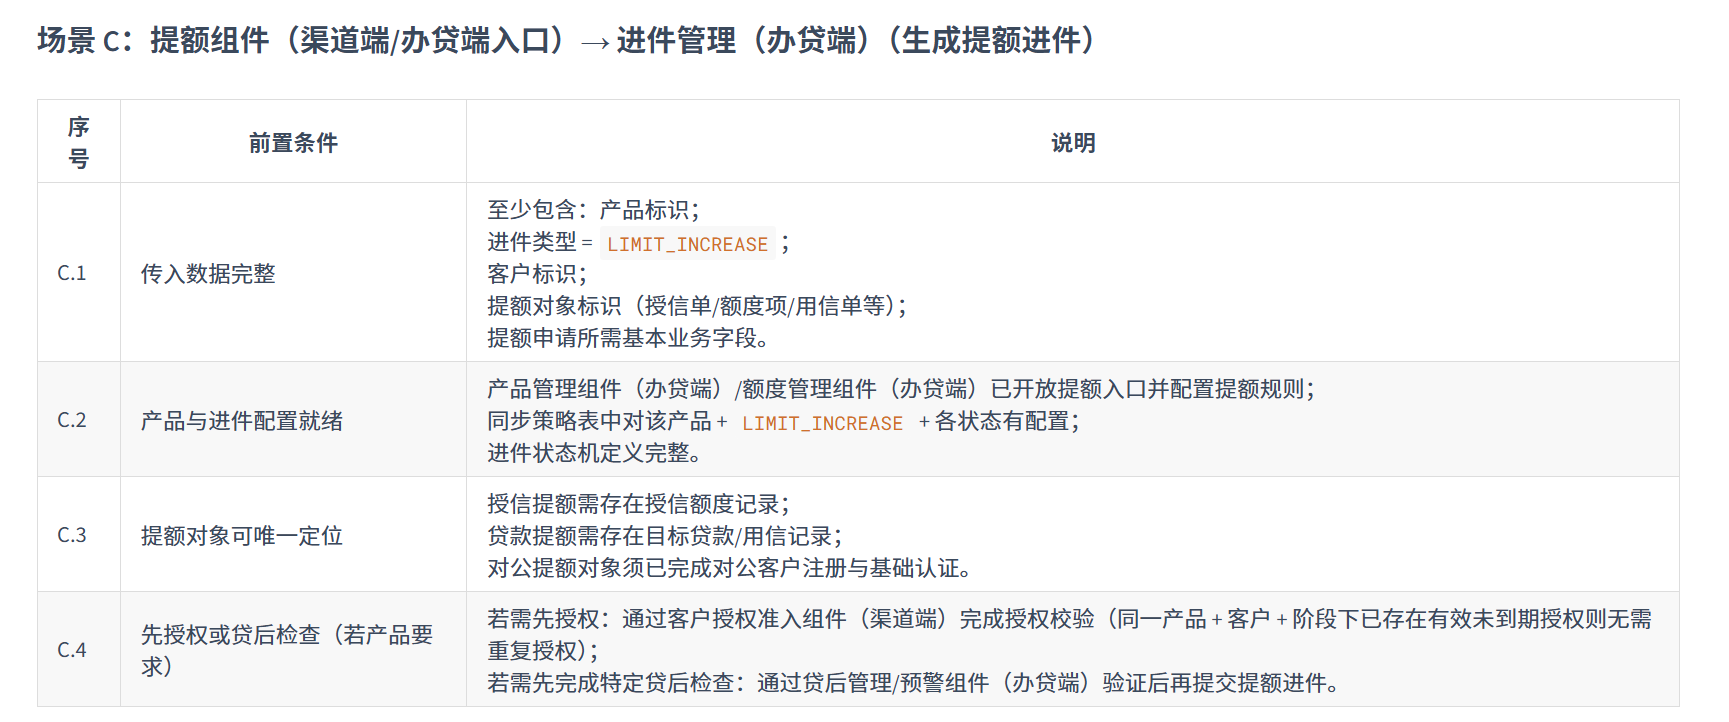 场景 C：提额组件（渠道端/办贷端入口）→ 进件管理（办贷端）（生成提额进件）
序
号
前置条件
说明
C.1
传入数据完整
至少包含：产品标识；
进件类型 = LIMIT_INCREASE ；
客户标识；
提额对象标识（授信单/额度项/用信单等）；
提额申请所需基本业务字段。
C.2
产品与进件配置就绪
产品管理组件（办贷端）/额度管理组件（办贷端）已开放提额入口并配置提额规则；
同步策略表中对该产品 + LIMIT_INCREASE + 各状态有配置；
进件状态机定义完整。
C.3
提额对象可唯一定位
授信提额需存在授信额度记录；
贷款提额需存在目标贷款/用信记录；
对公提额对象须已完成对公客户注册与基础认证。
C.4
先授权或贷后检查（若产品要
求）
若需先授权：通过客户授权准入组件（渠道端）完成授权校验（同一产品 + 客户 + 阶段下已存在有效未到期授权则无需
重复授权）；
若需先完成特定贷后检查：通过贷后管理/预警组件（办贷端）验证后再提交提额进件。